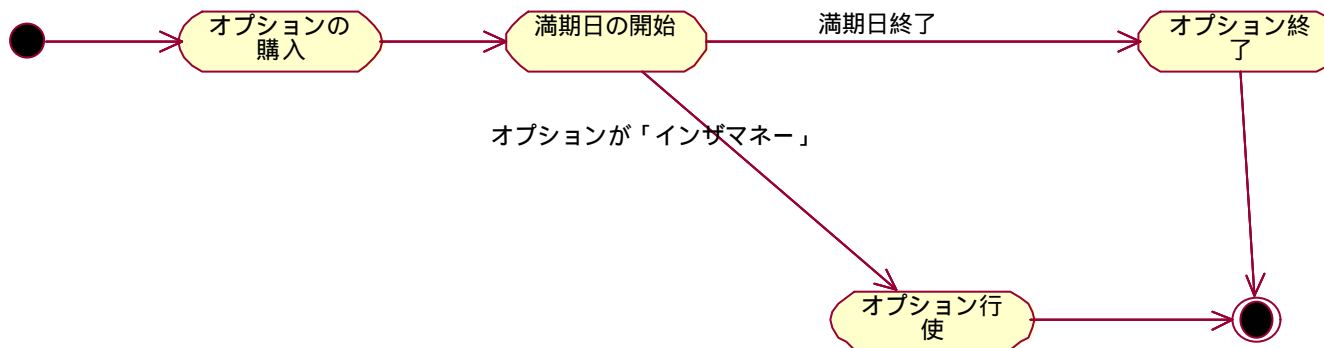 オプションの
購入
満期日の開始
満期日終了
オプション終
了
オプションが「インザマネー」
オプション行
使